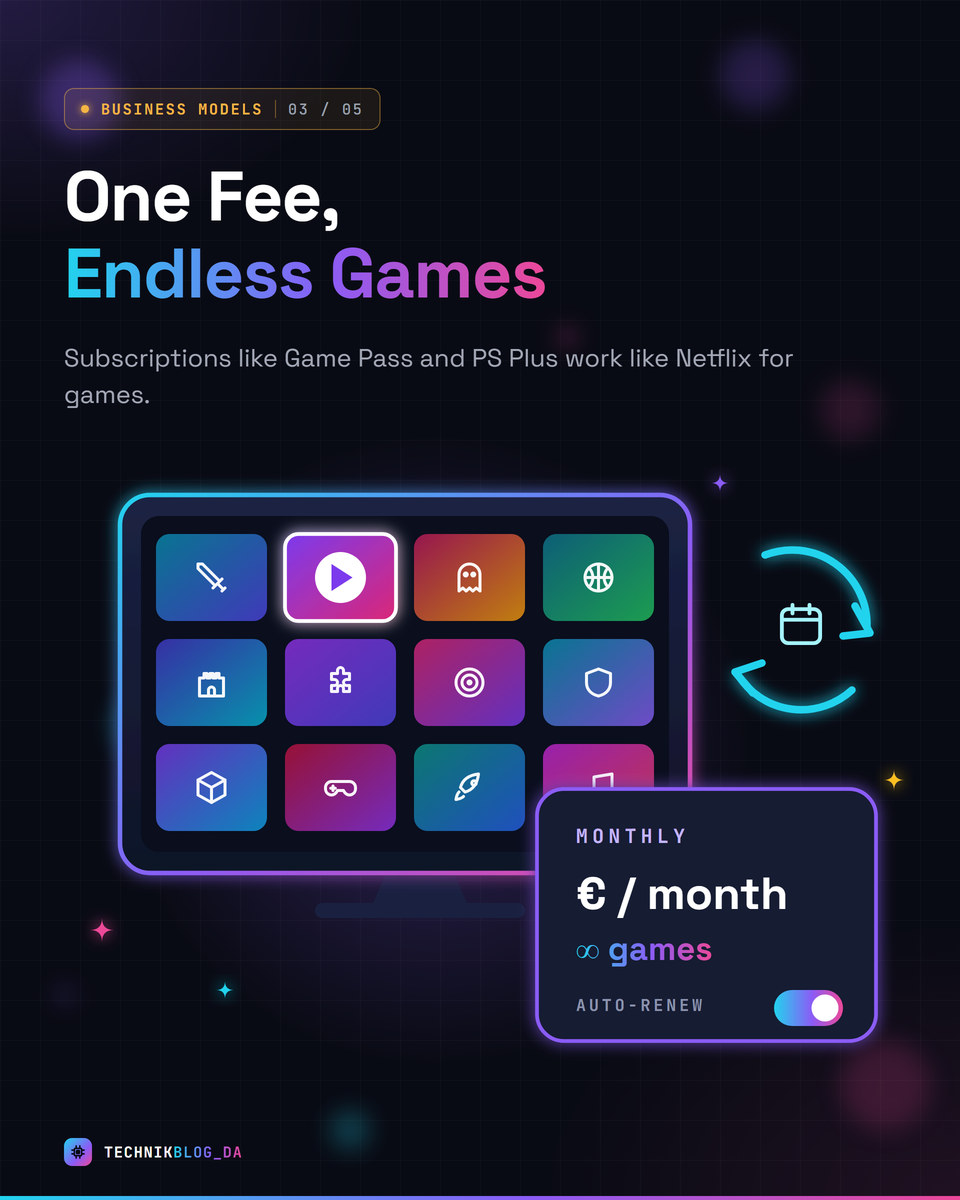 BUSINESS MODELS | 03 / 05
One Fee,
Endless Games
Subscriptions like Game Pass and PS Plus work like Netflix for
games.
MONTHLY
€ / month
∞ games
AUTO-RENEW
TECHNIKBLOG_DA